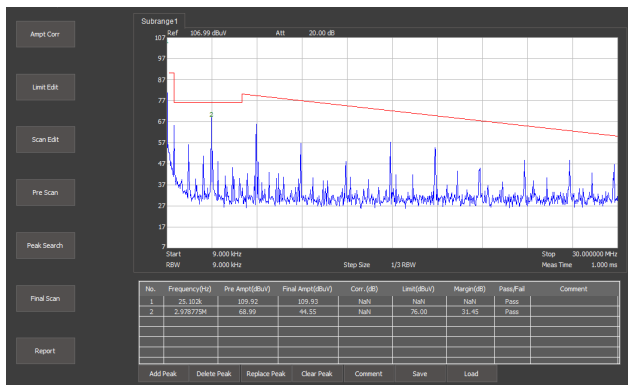 Subrange1
Ampt Corr
Limit Edit
Scan Edit
Pre Scan
Peak Search
Final Scan
Report
Ref 106.99 dBuV Att 20.00 dB
107
97
87
77
67
57
47
37
27
17
7
2
Start 9.000 kHz Stop 30.000000 MHz
RBW 9.000 kHz Step Size 1/3 RBW Meas Time 1.000 ms
No. Frequency(Hz) Pre Ampt(dBuV) Final Ampt(dBuV) Corr.(dB) Limit(dBuV) Margin(dB) Pass/Fail Comment
1 25.102k 109.92 109.93 NaN NaN NaN Pass
2 2.978775M 68.99 44.55 NaN 76.00 31.45 Pass
Add Peak Delete Peak Replace Peak Clear Peak Comment Save Load